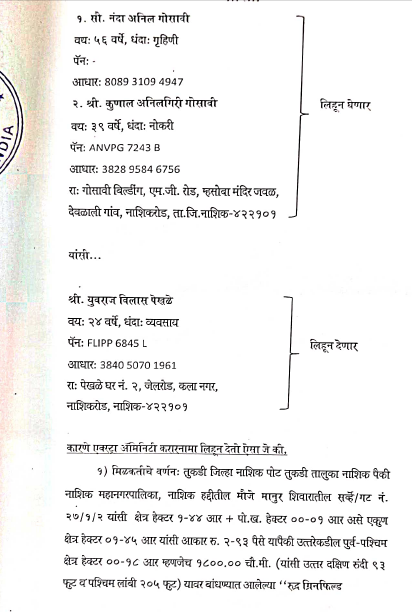 १. सौ. नंदा अनिल गोसावी
वयः ५६ वर्षे, धंदाः गृहिणी
पॅनः -
आधारः 8089 3109 4947
२. श्री. कुणाल अनिलगिरी गोसावी
वयः ३९ वर्षे, धंदाः नोकरी
पॅनः ANVPG 7243 B
आधारः 3828 9584 6756
राः गोसावी बिल्डींग, एम.जी. रोड, म्हसोबा मंदिर जवळ,
देवळाली गांव, नाशिकरोड, ता.जि.नाशिक-४२२१०१
लिहून घेणार
यांसी...
श्री. युवराज विलास पेखळे
वयः २४ वर्षे, धंदाः व्यवसाय
पॅनः FLIPP 6845 L
आधारः 3840 5070 1961
राः पेखळे घर नं. २, जेलरोड, कला नगर,
नाशिकरोड, नाशिक-४२२१०१
लिहून देणार
कारणे एक्स्ट्रा ॲमिनिटी करारनामा लिहून देतो ऐसा जे की,
१) मिळकतीचे वर्णनः तुकडी जिल्हा नाशिक पोट तुकडी तालुका नाशिक पैकी
नाशिक महानगरपालिका, नाशिक हद्दीतील मौजे मानुर शिवारातील सर्व्हे/गट नं.
२७/१/२ यांसी क्षेत्र हेक्टर १-४४ आर + पो.ख. हेक्टर ००-०१ आर असे एकूण
क्षेत्र हेक्टर ०१-४५ आर यांसी आकार रु. २-९३ पैसे यापैकी उत्तरेकडील पुर्व-पश्चिम
क्षेत्र हेक्टर ००-१८ आर म्हणजेच १८००.०० चौ.मी. (यांसी उत्तर दक्षिण रुंदी ९३
फूट व पश्चिम लांबी २०५ फूट) यावर बांधण्यात आलेल्या "रुद्र ग्रिनफिल्ड